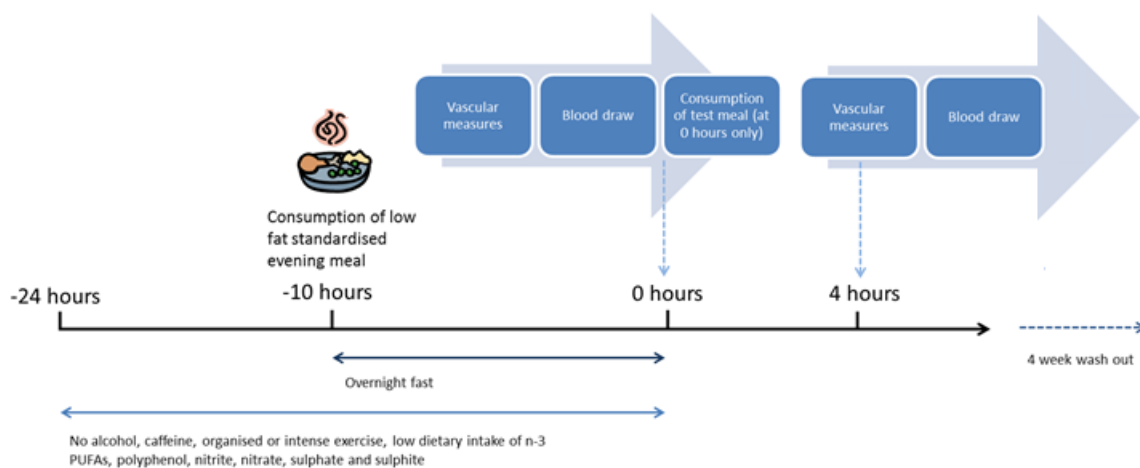 Vascular
measures
Blood draw
Consumption
of test meal (at
0 hours only)
Vascular
measures
Blood draw
Consumption of low
fat standardised
evening meal
-24 hours
-10 hours
0 hours
4 hours
4 week wash out
Overnight fast
No alcohol, caffeine, organised or intense exercise, low dietary intake of n-3
PUFAs, polyphenol, nitrite, nitrate, sulphate and sulphite